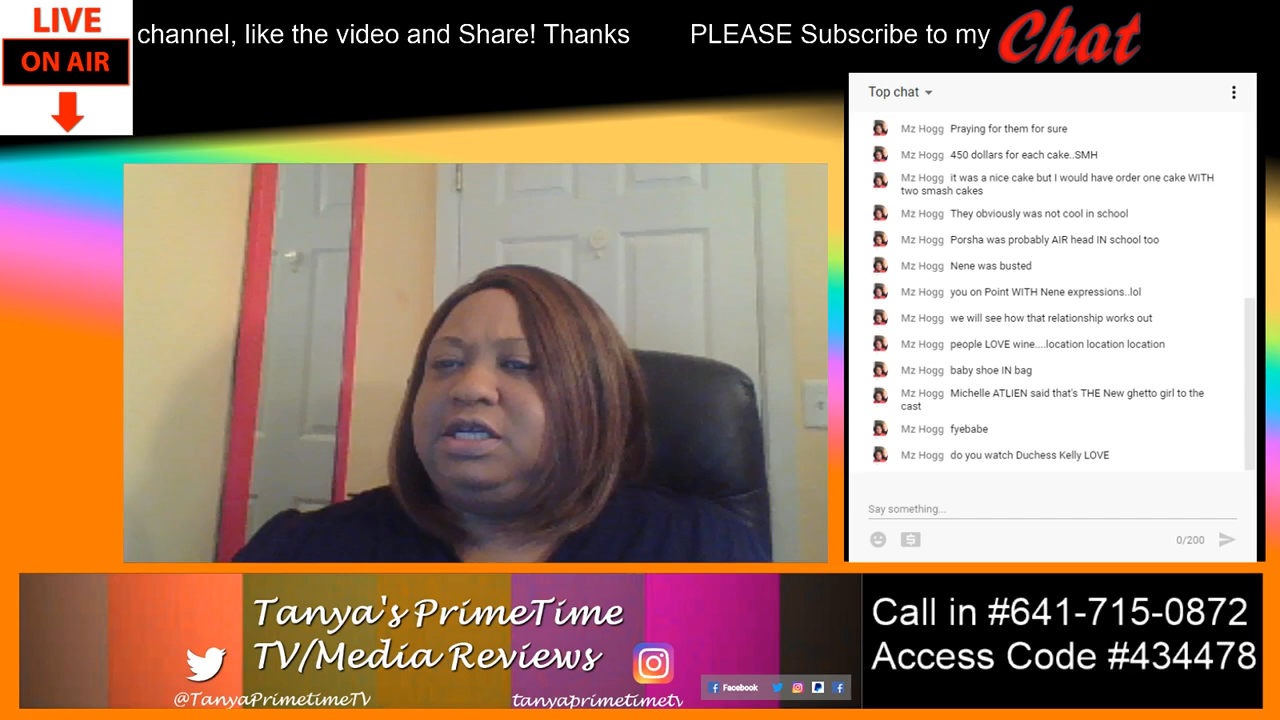 LIVE
ON AIR
channel, like the video and Share! Thanks
PLEASE Subscribe to my
Chat
Top chat
Mz Hogg Praying for them for sure
Mz Hogg 450 dollars for each cake..SMH
Mz Hogg it was a nice cake but I would have order one cake WITH
two smash cakes
Mz Hogg They obviously was not cool in school
Mz Hogg Porsha was probably AIR head IN school too
Mz Hogg Nene was busted
Mz Hogg you on Point WITH Nene expressions..lol
Mz Hogg we will see how that relationship works out
Mz Hogg people LOVE wine....location location location
Mz Hogg baby shoe IN bag
Mz Hogg Michelle ATLIEN said that's THE New ghetto girl to the
cast
Mz Hogg fyebabe
Mz Hogg do you watch Duchess Kelly LOVE
Say something...
0/200
Tanya's PrimeTime
TV/Media Reviews
@TanyaPrimetimeTV
tanyaprimetimetv
Facebook
Call in #641-715-0872
Access Code #434478